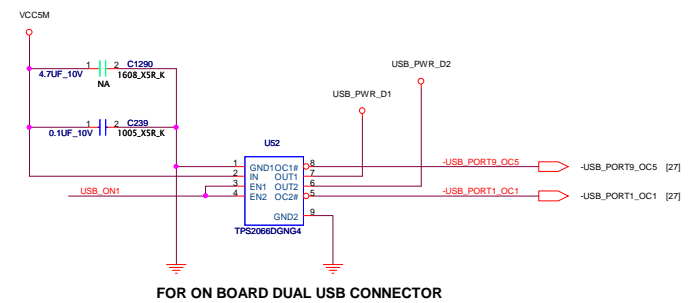 VCC5M
1 2 C1290
4.7UF_10V 1608_X5R_K
NA
USB_PWR_D2
USB_PWR_D1
1 2 C239
0.1UF_10V 1005_X5R_K
U52
1 GND1 OC1# 8 -USB_PORT9_OC5 -USB_PORT9_OC5 [27]
2 IN OUT1 7
3 EN1 OUT2 6
USB_ON1 4 EN2 OC2# 5 -USB_PORT1_OC1 -USB_PORT1_OC1 [27]
GND2 9
TPS2066DGNG4
FOR ON BOARD DUAL USB CONNECTOR